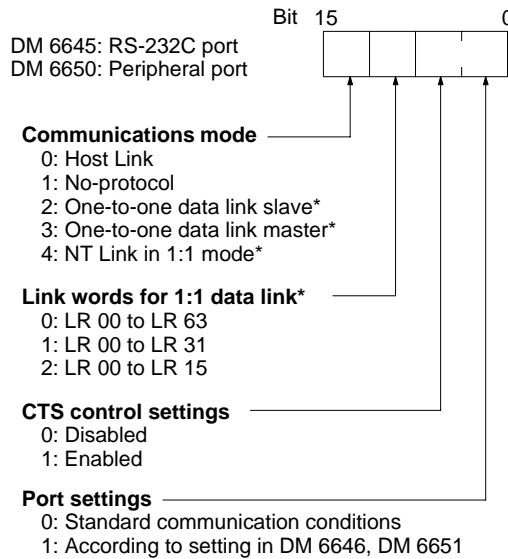 Bit 15 0
DM 6645: RS-232C port
DM 6650: Peripheral port
Communications mode
0: Host Link
1: No-protocol
2: One-to-one data link slave*
3: One-to-one data link master*
4: NT Link in 1:1 mode*
Link words for 1:1 data link*
0: LR 00 to LR 63
1: LR 00 to LR 31
2: LR 00 to LR 15
CTS control settings
0: Disabled
1: Enabled
Port settings
0: Standard communication conditions
1: According to setting in DM 6646, DM 6651